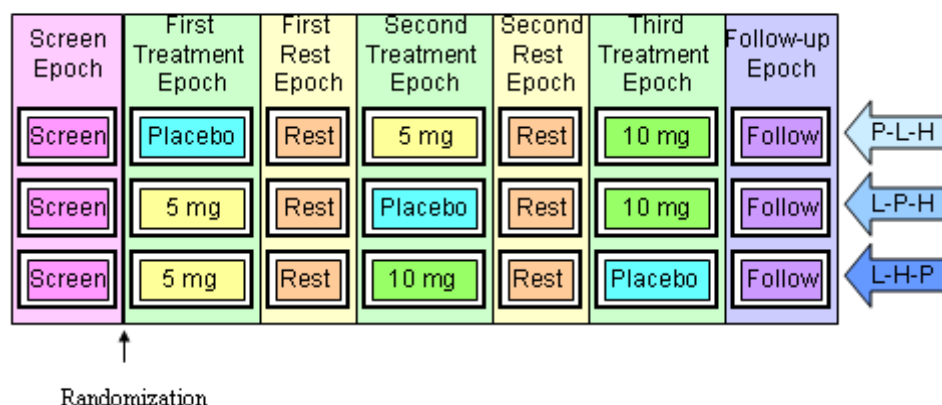 Screen Epoch
First Treatment Epoch
First Rest Epoch
Second Treatment Epoch
Second Rest Epoch
Third Treatment Epoch
Follow-up Epoch
Screen Placebo Rest 5 mg Rest 10 mg Follow P-L-H
Screen 5 mg Rest Placebo Rest 10 mg Follow L-P-H
Screen 5 mg Rest 10 mg Rest Placebo Follow L-H-P
Randomization